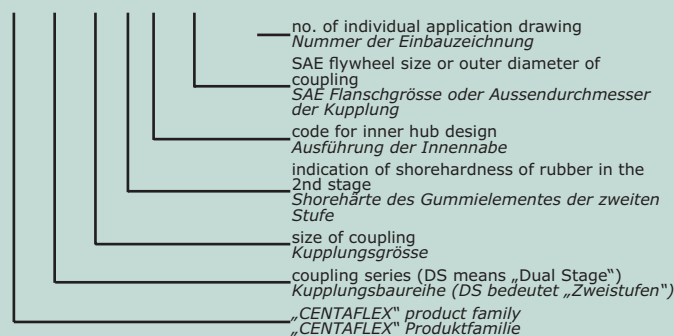 no. of individual application drawing
Nummer der Einbauzeichnung
SAE flywheel size or outer diameter of
coupling
SAE Flanschgrösse oder Aussendurchmesser
der Kupplung
code for inner hub design
Ausführung der Innennabe
indication of shorehardness of rubber in the
2nd stage
Shorehärte des Gummielementes der zweiten
Stufe
size of coupling
Kupplungsgrösse
coupling series (DS means „Dual Stage“)
Kupplungsbaureihe (DS bedeutet „Zweistufen“)
„CENTAFLEX“ product family
„CENTAFLEX“ Produktfamilie